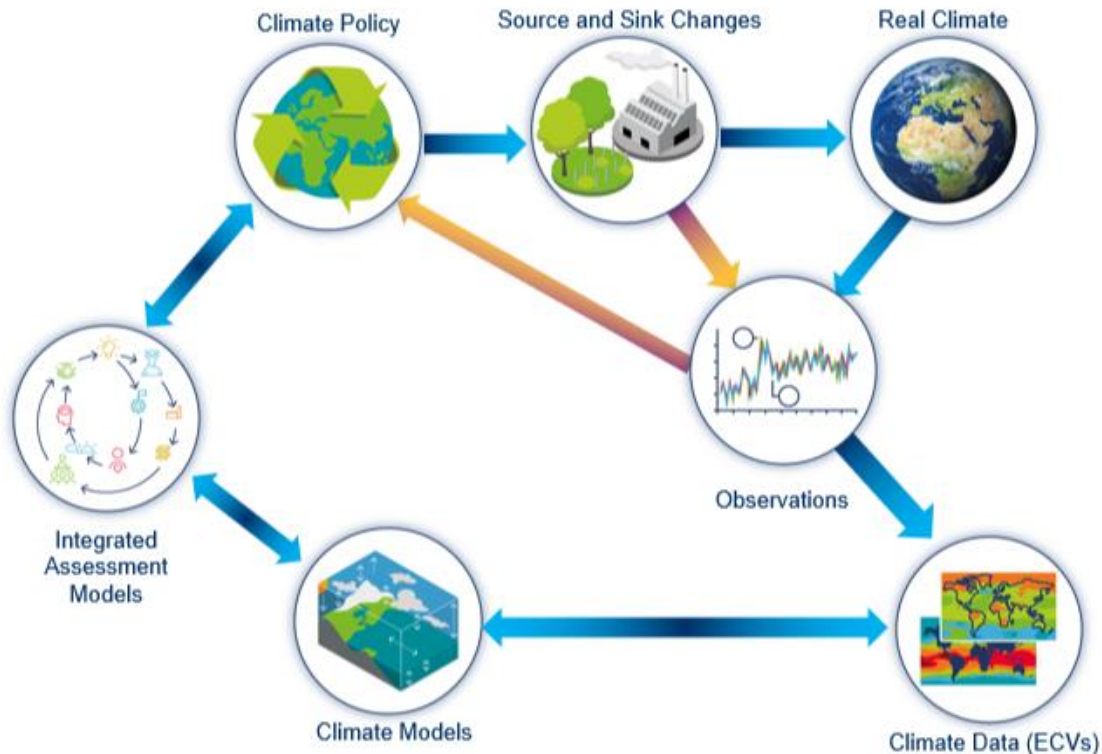 Climate Policy
Source and Sink Changes
Real Climate
Observations
Integrated
Assessment
Models
Climate Models
Climate Data (ECVs)